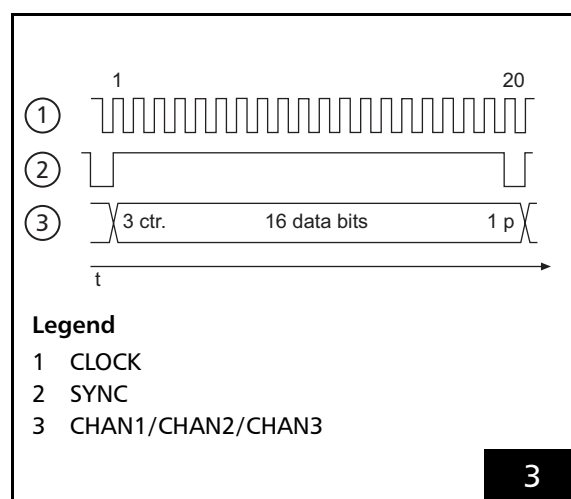 1 20
1
2
3 3 ctr. 16 data bits 1 p
t
Legend
1 CLOCK
2 SYNC
3 CHAN1/CHAN2/CHAN3
3